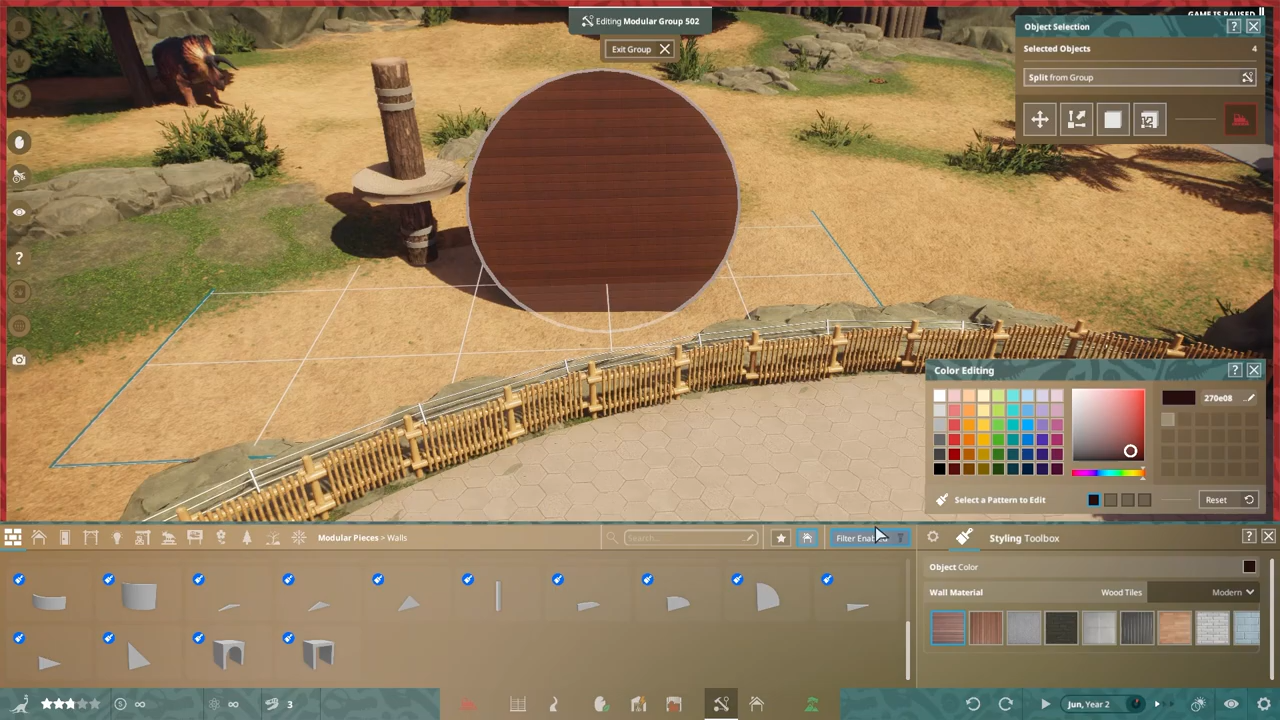 GAME IS PAUSED
Editing Modular Group 502
Exit Group
Object Selection
?
Selected Objects 4
Split from Group
Color Editing
?
270e08
Select a Pattern to Edit
Reset
Modular Pieces > Walls
Search...
Styling Toolbox
?
Object Color
Wall Material Wood Tiles Modern
?
3
Jun, Year 2